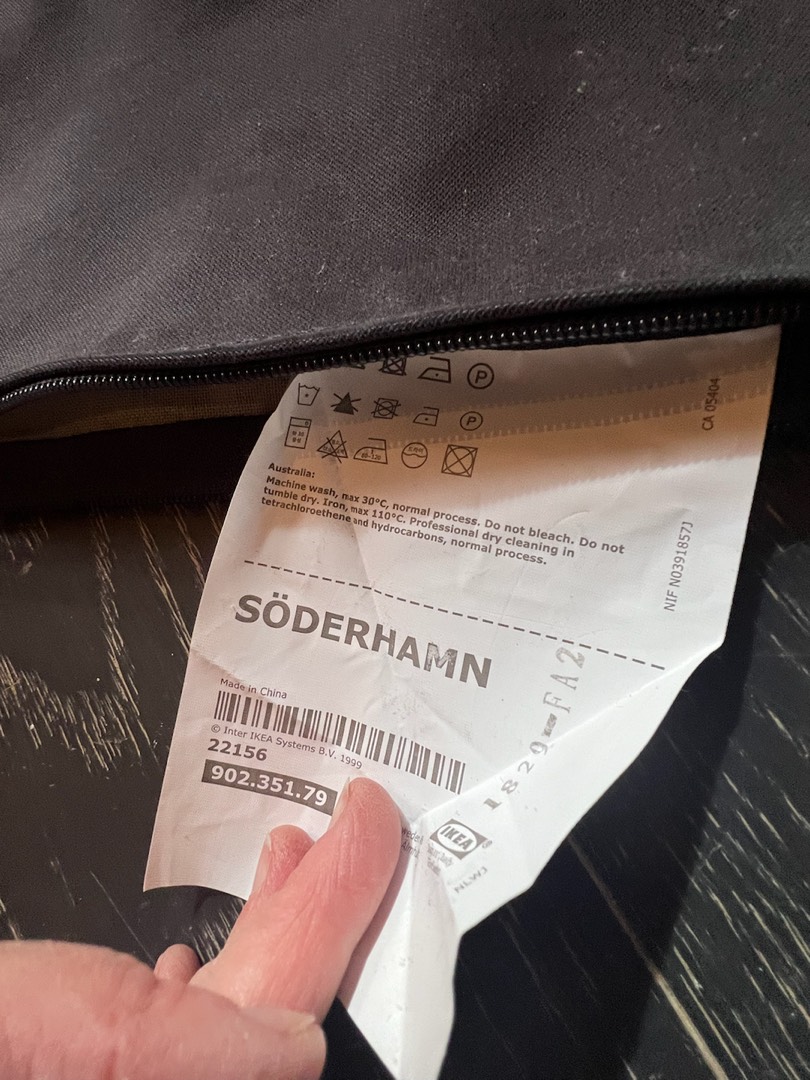 P
P
Australia:
Machine wash, max 30°C, normal process. Do not bleach. Do not
tumble dry. Iron, max 110°C. Professional dry cleaning in
tetrachloroethene and hydrocarbons, normal process.
CA 05404
NIF N0391857J
SÖDERHAMN
Made in China
© Inter IKEA Systems B.V. 1999
22156
902.351.79
1829-FA2
IKEA